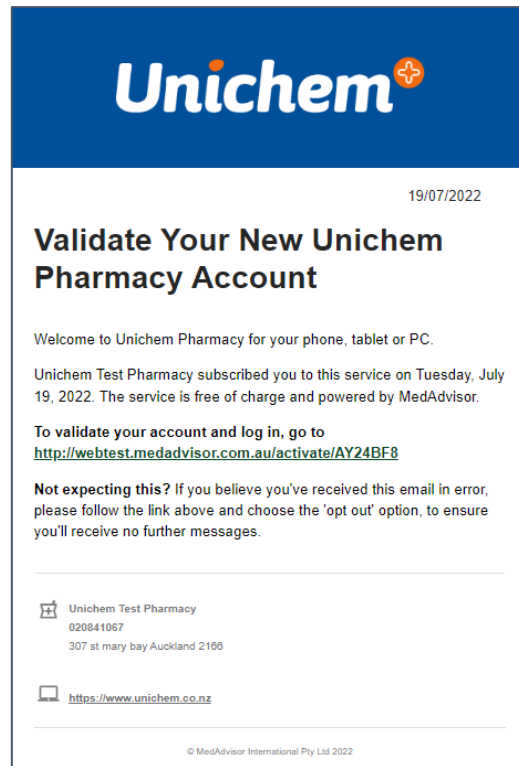 Unichem
19/07/2022
Validate Your New Unichem
Pharmacy Account
Welcome to Unichem Pharmacy for your phone, tablet or PC.
Unichem Test Pharmacy subscribed you to this service on Tuesday, July
19, 2022. The service is free of charge and powered by MedAdvisor.
To validate your account and log in, go to
http://webtest.medadvisor.com.au/activate/AY24BF8
Not expecting this? If you believe you've received this email in error,
please follow the link above and choose the 'opt out' option, to ensure
you'll receive no further messages.
Unichem Test Pharmacy
020841067
307 st mary bay Auckland 2166
https://www.unichem.co.nz
© MedAdvisor International Pty Ltd 2022